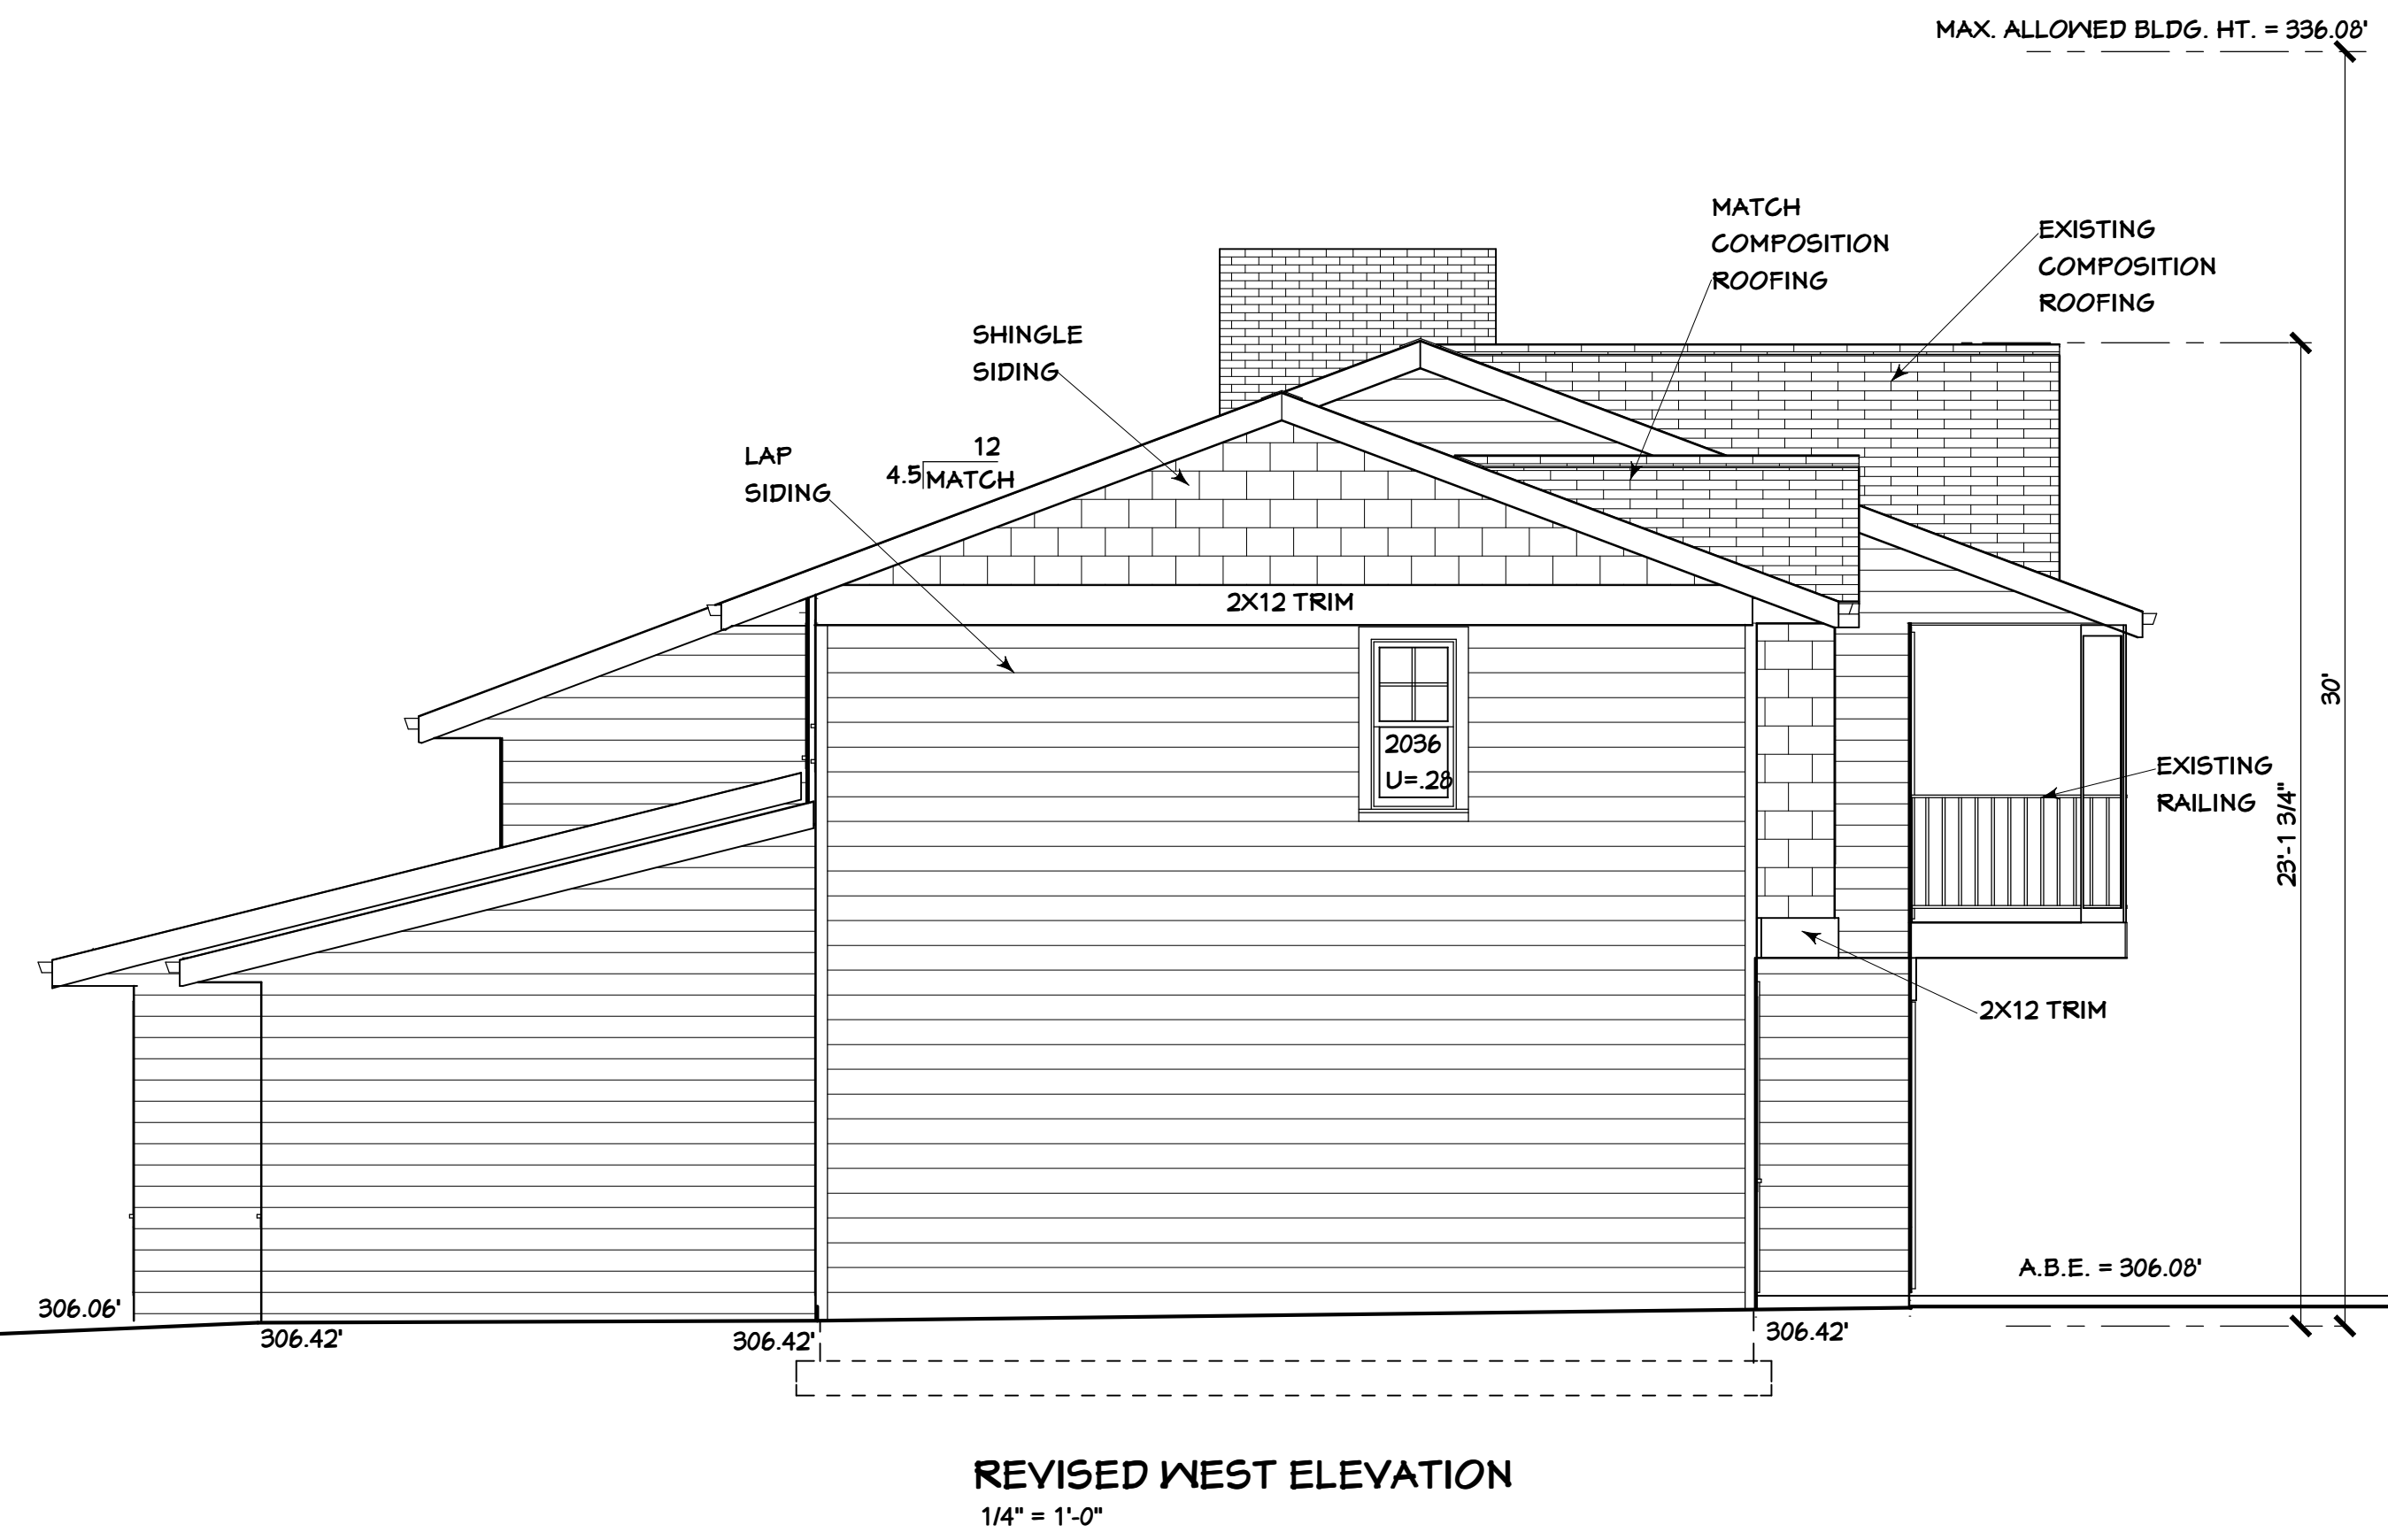 MAX. ALLOWED BLDG. HT. = 336.08'
MATCH
COMPOSITION
ROOFING
EXISTING
COMPOSITION
ROOFING
SHINGLE
SIDING
LAP
SIDING
12
4.5
MATCH
2X12 TRIM
2036
U=.28
30'
23'-1 3/4"
EXISTING
RAILING
2X12 TRIM
A.B.E. = 306.08'
306.06'
306.42'
306.42'
306.42'
REVISED WEST ELEVATION
1/4" = 1'-0"